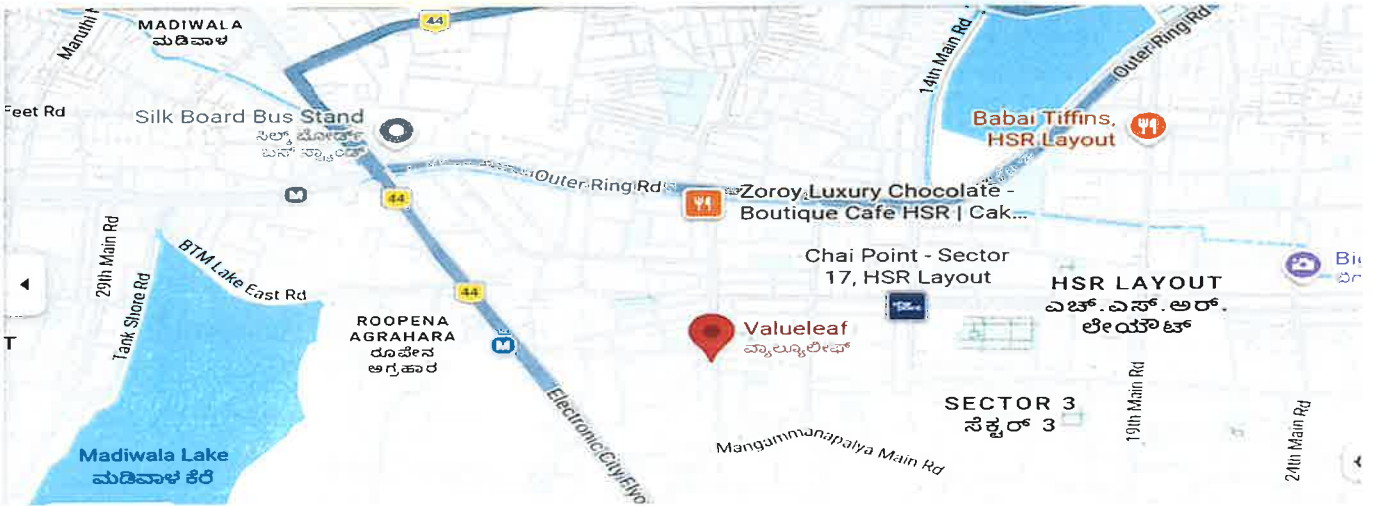 44
MADIWALA
ಮಡಿವಾಳ
14th Main Rd
Outer Ring Rd
Feet Rd
Silk Board Bus Stand
ಸಿಲ್ಕ್ ಬೋರ್ಡ್
ಬಸ್ ಸ್ಟ್ಯಾಂಡ್
Babai Tiffins,
HSR Layout
Outer Ring Rd
44
Zoroy Luxury Chocolate -
Boutique Cafe HSR | Cak...
29th Main Rd
Tank Shore Rd
BTM Lake East Rd
Chai Point - Sector
17, HSR Layout
HSR LAYOUT
ಎಚ್.ಎಸ್.ಅರ್.
ಲೇಯೌಟ್
44
ROOPENA
AGRAHARA
ರೂಪೇನ
ಅಗ್ರಹಾರ
M
Valueleaf
ವ್ಯಾಲ್ಯೂಲೀಫ್
T
SECTOR 3
ಸೆಕ್ಟರ್ 3
19th Main Rd
24th Main Rd
Electronic City Flyo
Mangammanapalya Main Rd
Madiwala Lake
ಮಡಿವಾಳ ಕೆರೆ